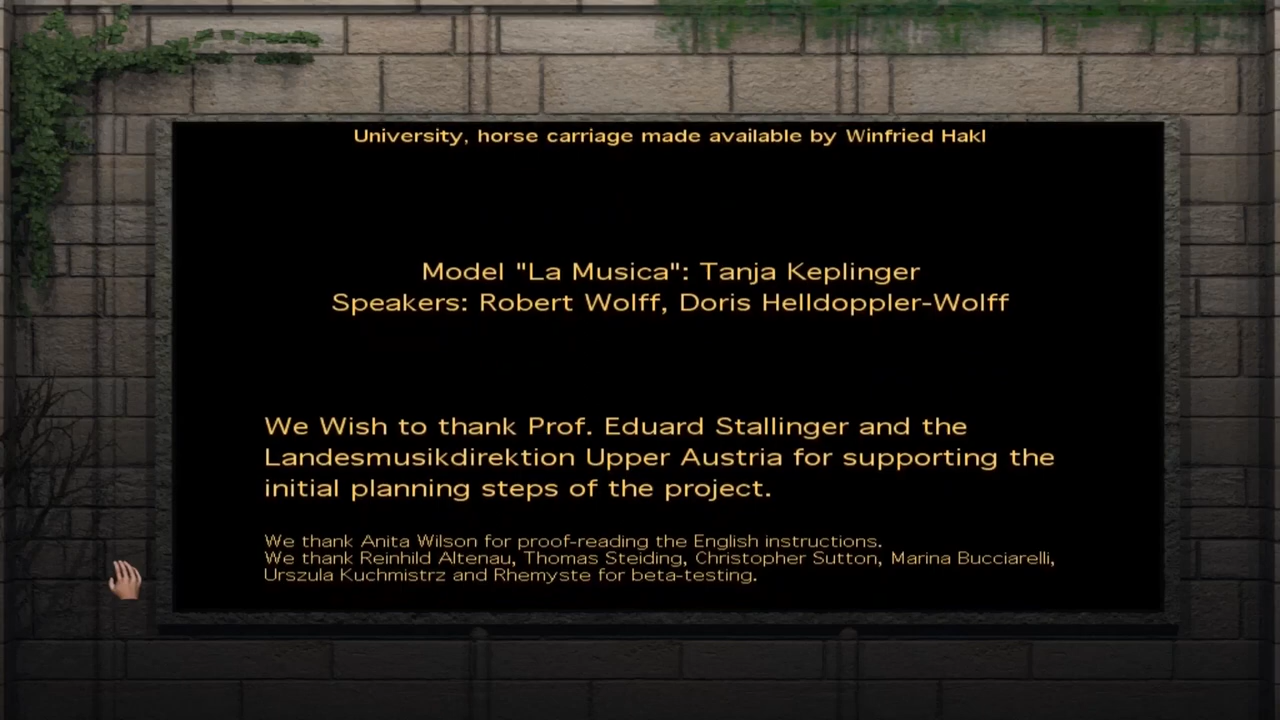 University, horse carriage made available by Winfried Hakl
Model "La Musica": Tanja Keplinger
Speakers: Robert Wolff, Doris Helldoppler-Wolff
We Wish to thank Prof. Eduard Stallinger and the
Landesmusikdirektion Upper Austria for supporting the
initial planning steps of the project.
We thank Anita Wilson for proof-reading the English instructions.
We thank Reinhild Altenau, Thomas Steiding, Christopher Sutton, Marina Bucciarelli,
Urszula Kuchmistrz and Rhemyste for beta-testing.